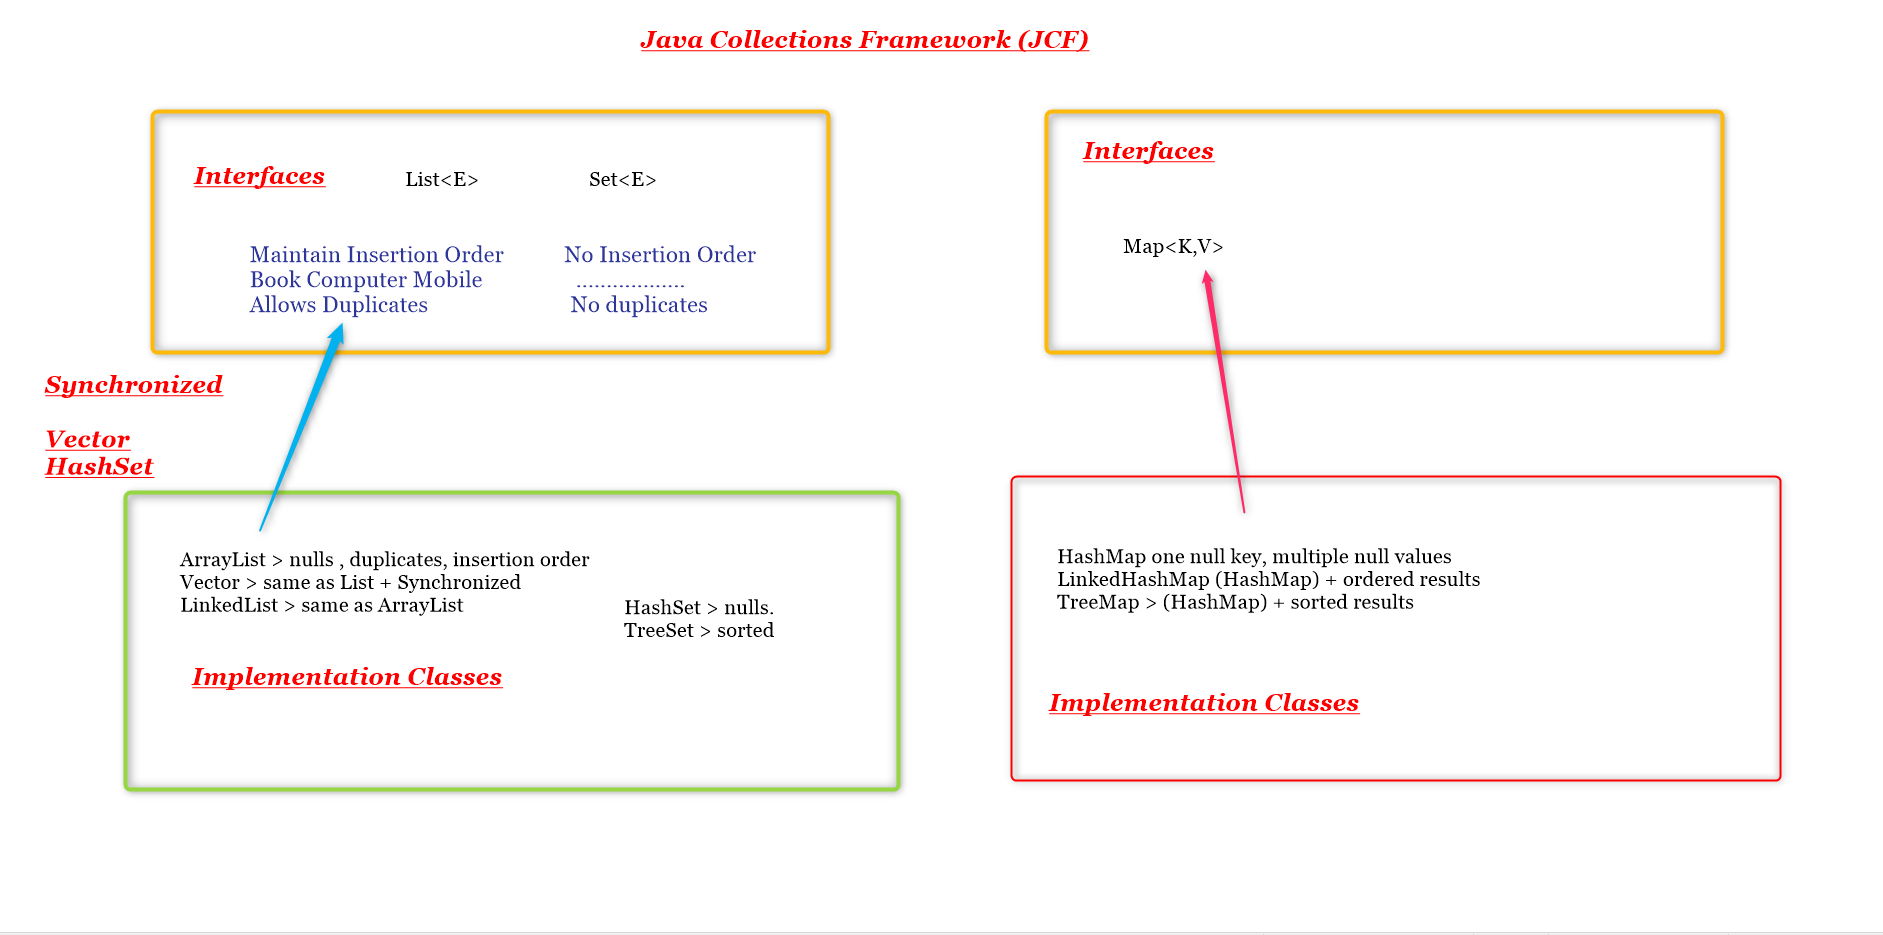 Java Collections Framework (JCF)
Interfaces
List<E>
Set<E>
Maintain Insertion Order
Book Computer Mobile
Allows Duplicates
No Insertion Order
..................
No duplicates
Interfaces
Map<K,V>
Synchronized
Vector
HashSet
ArrayList > nulls , duplicates, insertion order
Vector > same as List + Synchronized
LinkedList > same as ArrayList
HashSet > nulls.
TreeSet > sorted
Implementation Classes
HashMap one null key, multiple null values
LinkedHashMap (HashMap) + ordered results
TreeMap > (HashMap) + sorted results
Implementation Classes